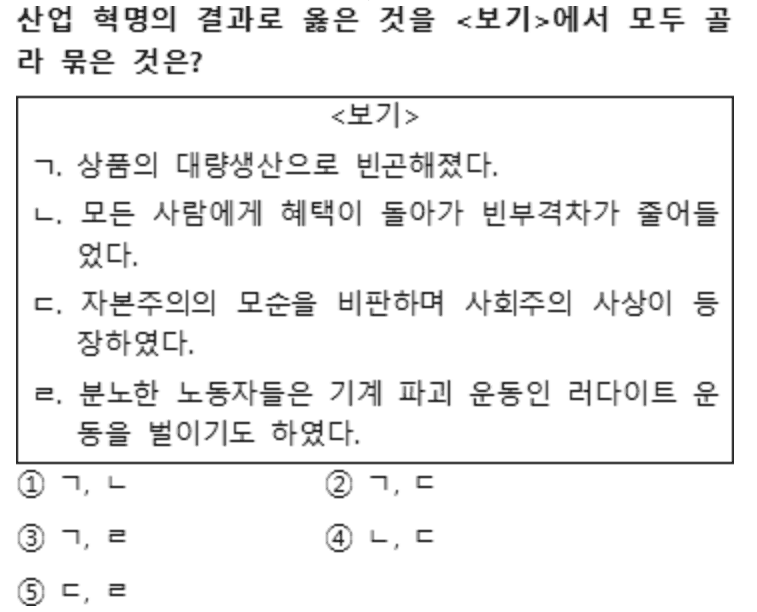 산업 혁명의 결과로 옳은 것을 <보기>에서 모두 골
라 묶은 것은?
<보기>
ㄱ. 상품의 대량생산으로 빈곤해졌다.
ㄴ. 모든 사람에게 혜택이 돌아가 빈부격차가 줄어들
었다.
ㄷ. 자본주의의 모순을 비판하며 사회주의 사상이 등
장하였다.
ㄹ. 분노한 노동자들은 기계 파괴 운동인 러다이트 운
동을 벌이기도 하였다.
① ㄱ, ㄴ ② ㄱ, ㄷ
③ ㄱ, ㄹ ④ ㄴ, ㄷ
⑤ ㄷ, ㄹ